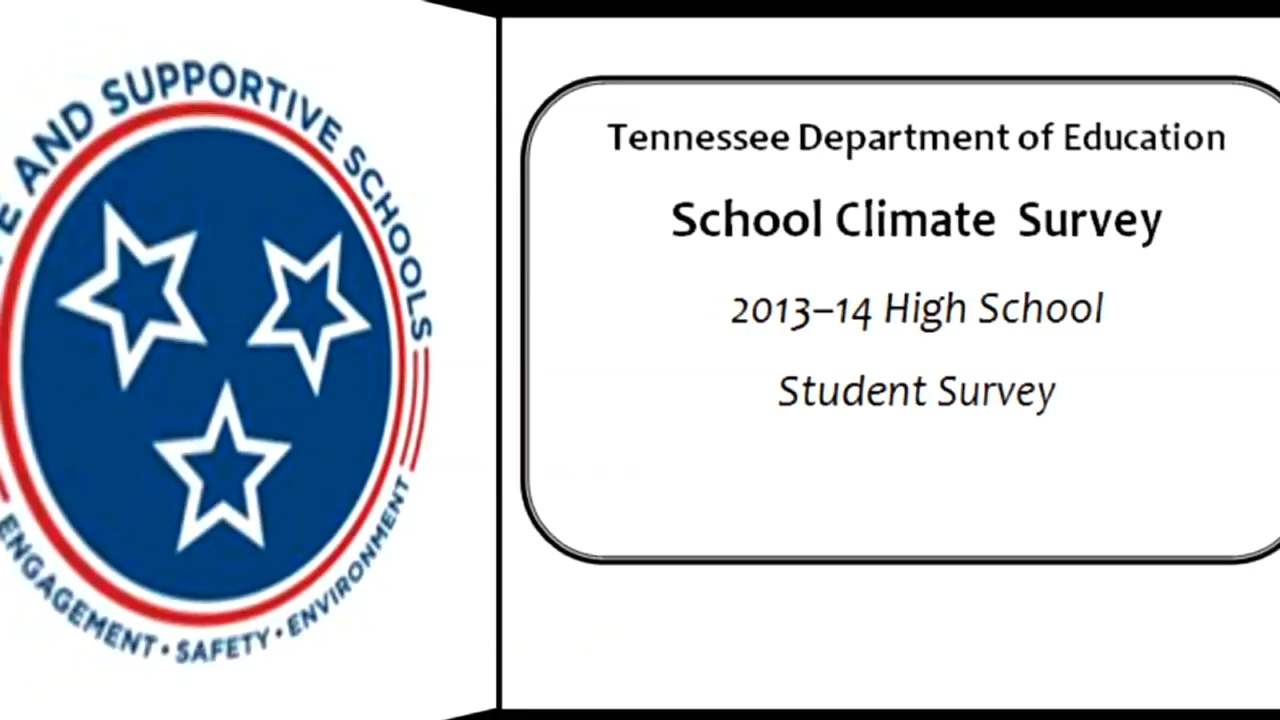 AND SUPPORTIVE SCHOOLS
ENGAGEMENT · SAFETY · ENVIRONMENT
Tennessee Department of Education
School Climate Survey
2013–14 High School
Student Survey